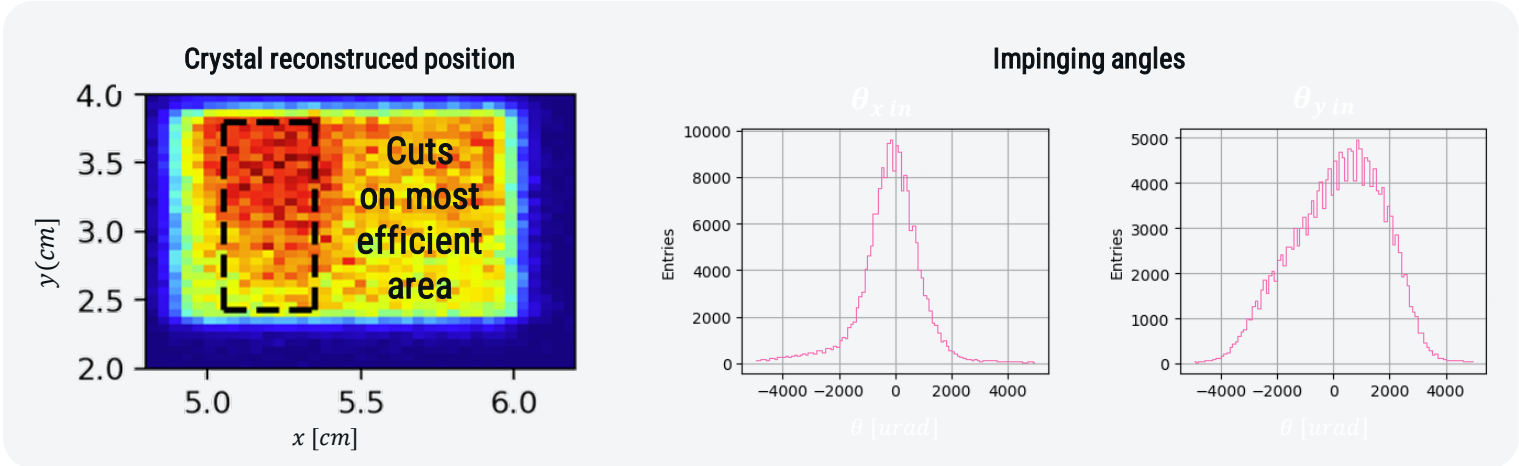 Crystal reconstruced position
Impinging angles
4.0
3.5
3.0
2.5
2.0
y (cm]
5.0
5.5
6.0
x [cm]
Cuts
on most
efficient
area
θx in
10000
8000
6000
4000
2000
0
Entries
−4000
−2000
0
2000
4000
θ [urad]
θy in
5000
4000
3000
2000
1000
0
Entries
−4000
−2000
0
2000
4000
θ [urad]